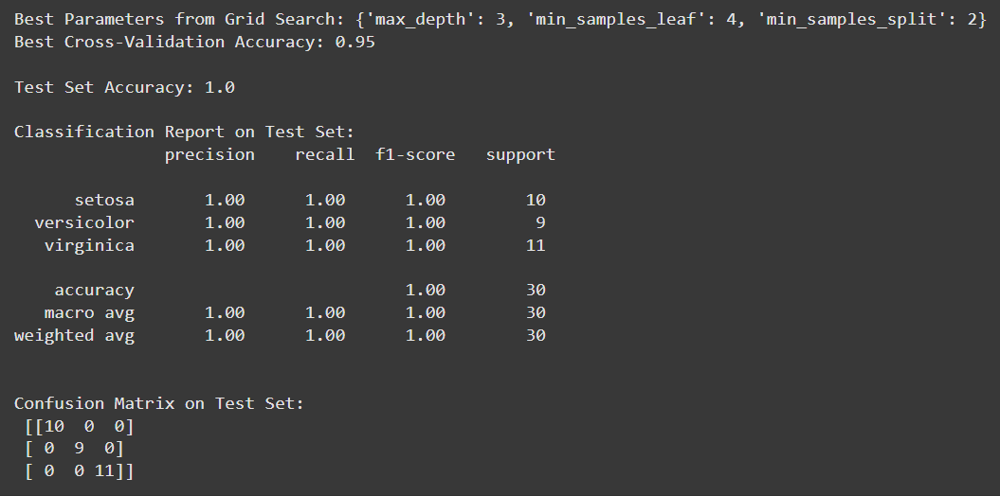 Best Parameters from Grid Search: {'max_depth': 3, 'min_samples_leaf': 4, 'min_samples_split': 2}
Best Cross-Validation Accuracy: 0.95

Test Set Accuracy: 1.0

Classification Report on Test Set:
               precision    recall  f1-score   support

      setosa       1.00      1.00      1.00        10
  versicolor       1.00      1.00      1.00         9
   virginica       1.00      1.00      1.00        11

    accuracy                           1.00        30
   macro avg       1.00      1.00      1.00        30
weighted avg       1.00      1.00      1.00        30


Confusion Matrix on Test Set:
 [[10  0  0]
 [ 0  9  0]
 [ 0  0 11]]